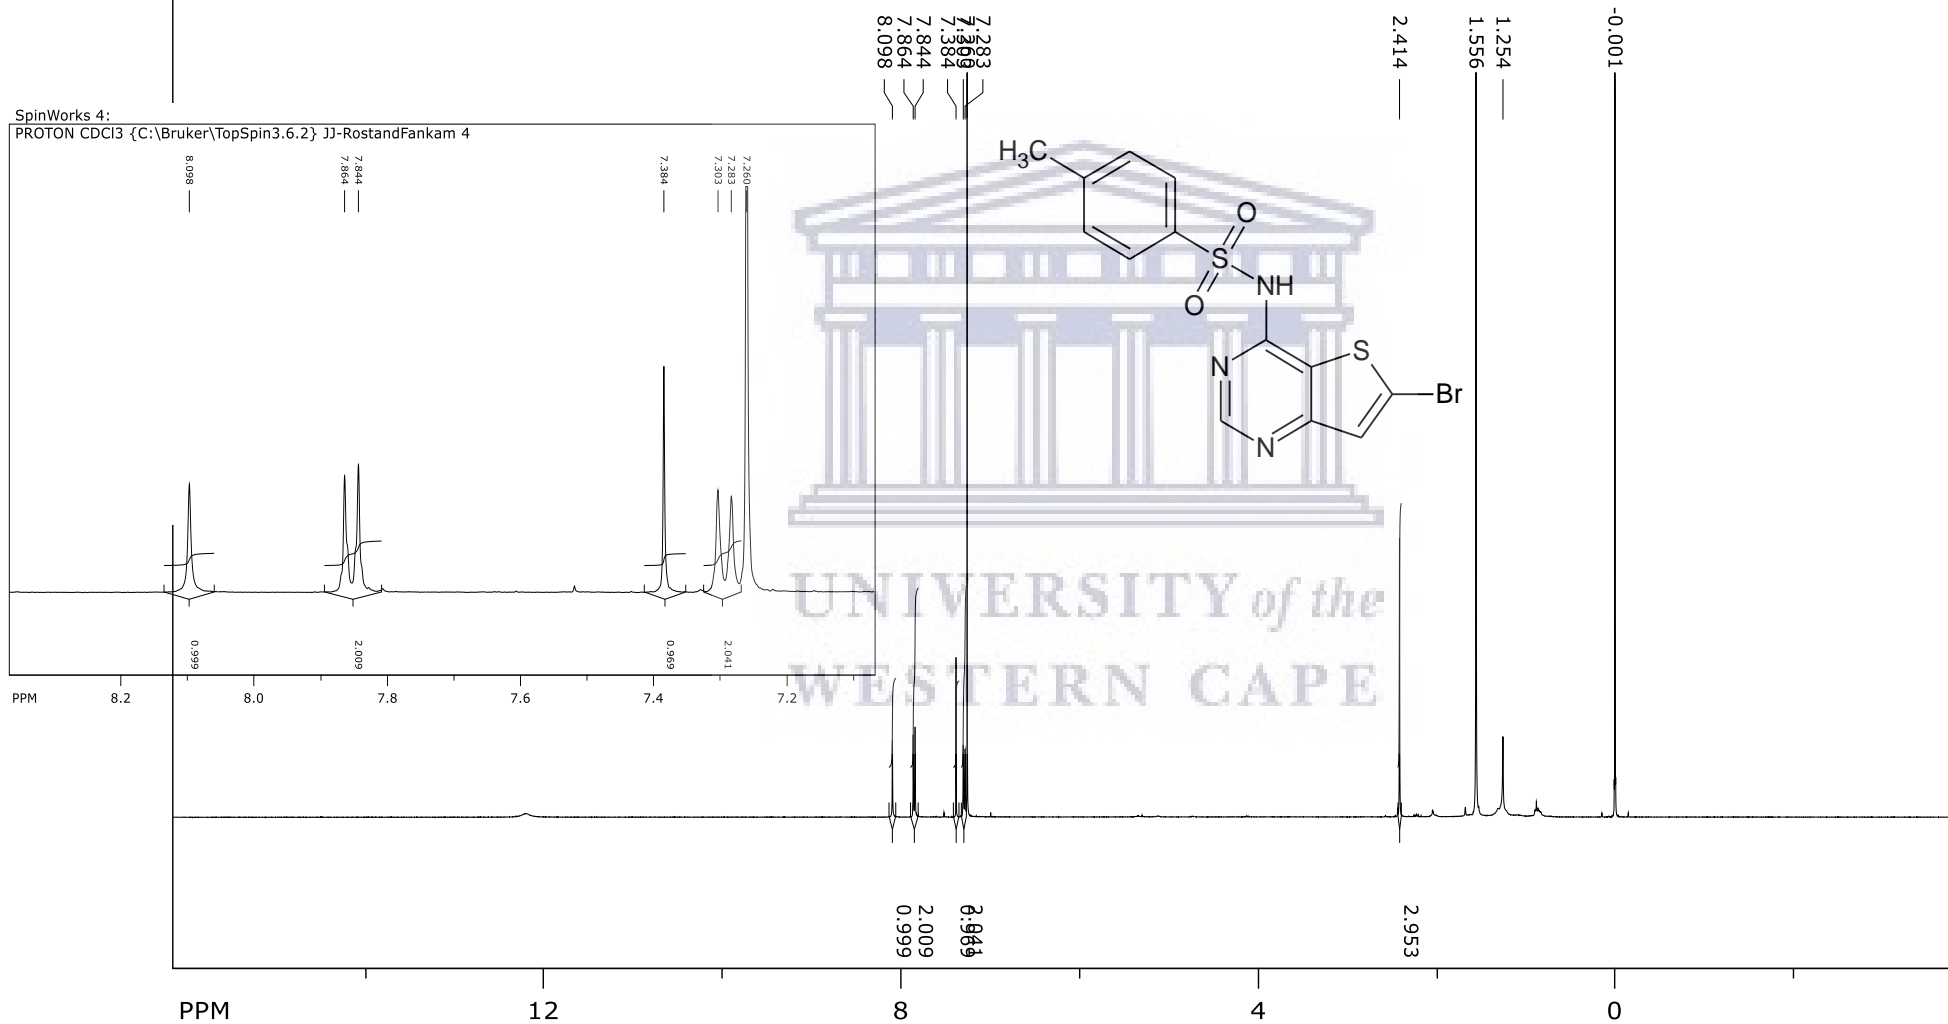 8.098
7.864
7.844
7.384
7.283
2.414
1.556
1.254
-0.001
SpinWorks 4:
PROTON CDCl3 {C:\Bruker\TopSpin3.6.2} JJ-RostandFankam 4
8.098
7.864
7.844
7.384
7.303
7.283
7.260
H3C
O
S
NH
O
S
N
Br
N
UNIVERSITY of the
WESTERN CAPE
0.999
2.009
0.969
2.041
PPM
8.2
8.0
7.8
7.6
7.4
7.2
0.999
2.009
0.969
2.041
2.953
PPM
12
8
4
0